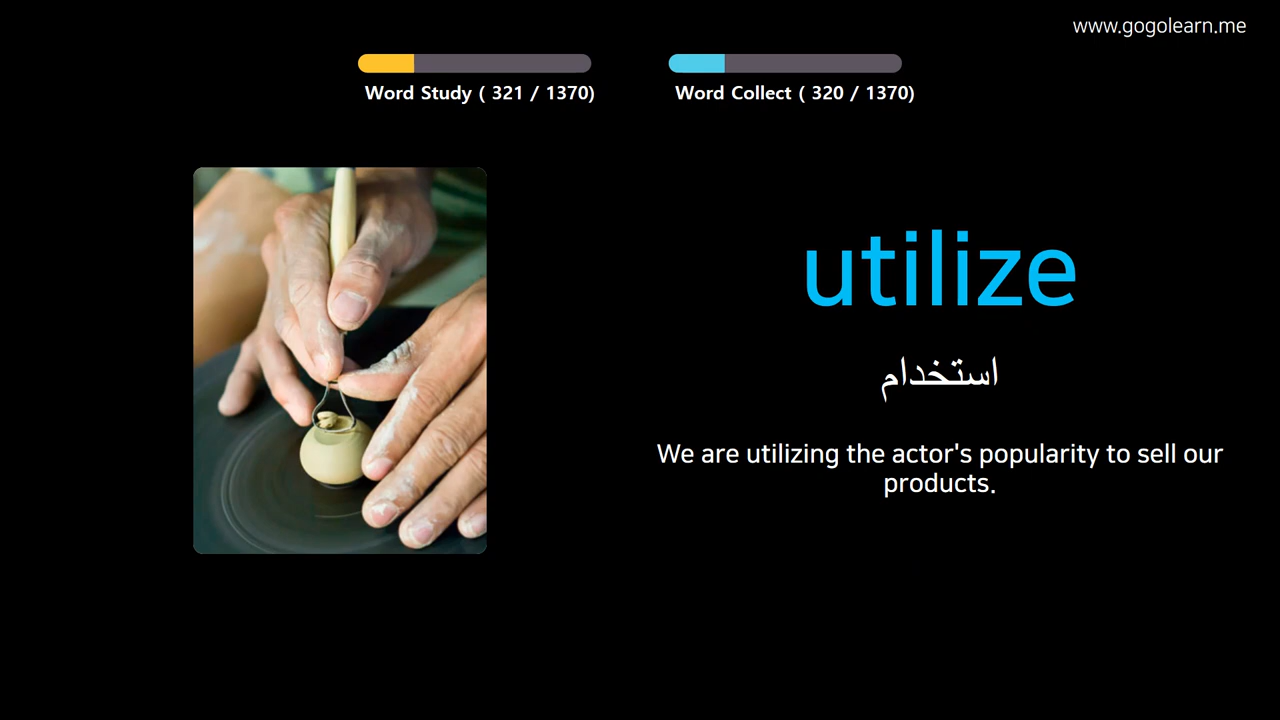 www.gogolearn.me
Word Study ( 321 / 1370)
Word Collect ( 320 / 1370)
utilize
استخدام
We are utilizing the actor's popularity to sell our
products.